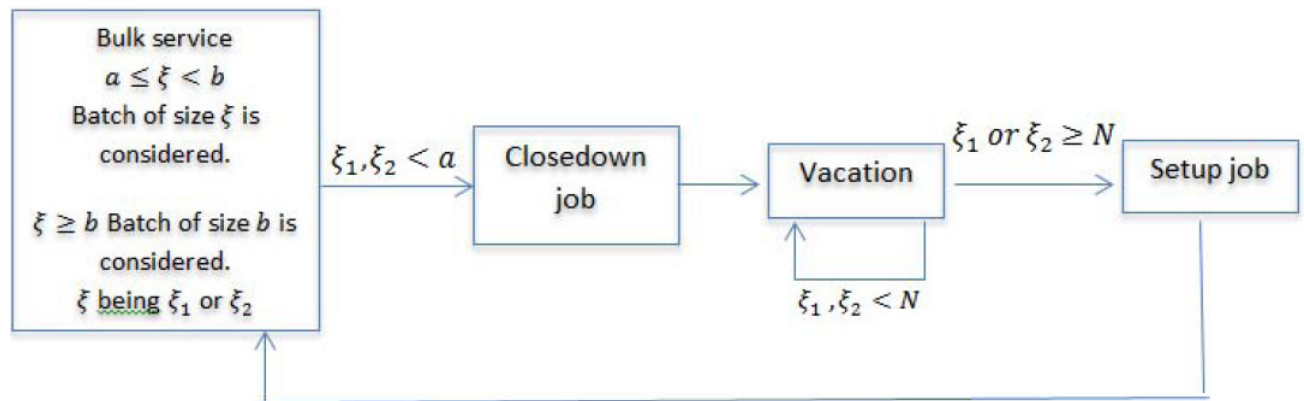 Bulk service
a ≤ ξ < b
Batch of size ξ is
considered.
ξ ≥ b Batch of size b is
considered.
ξ being ξ₁ or ξ₂
ξ₁,ξ₂ < a
Closedown
job
Vacation
ξ₁ ,ξ₂ < N
ξ₁ or ξ₂ ≥ N
Setup job